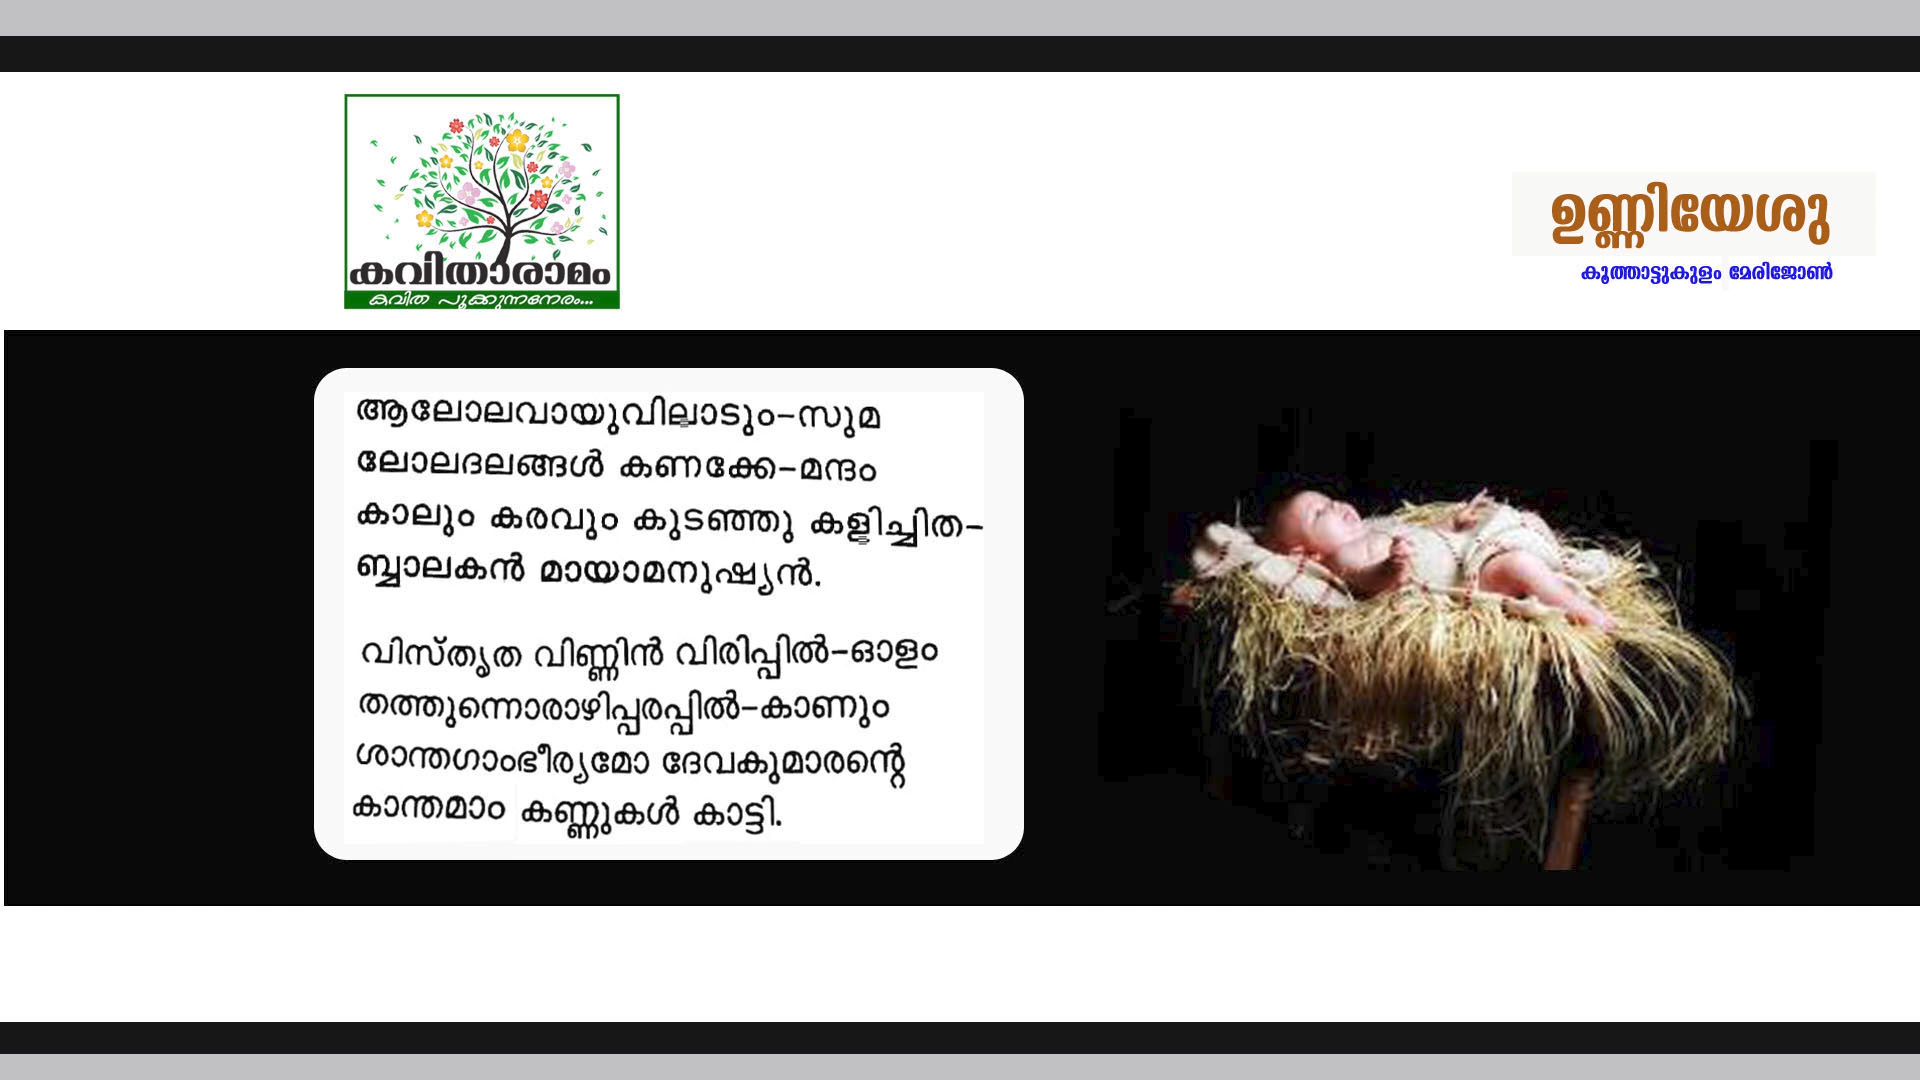 കവിതാരാമം
കവിത പൂക്കുന്നനേരം...
ഉണ്ണിയേശു
കൂത്താട്ടുകുളം മേരിജോൺ
ആലോലവായുവിലാടും-സുമ
ലോലദലങ്ങൾ കണക്കേ-മന്ദം
കാലും കരവും കുടഞ്ഞു കളിച്ചിത-
ബ്ബാലകൻ മായാമനുഷ്യൻ.
വിസ്തൃത വിണ്ണിൻ വിരിപ്പിൽ-ഓളം
തത്തുന്നൊരാഴിപ്പരപ്പിൽ-കാണും
ശാന്തഗാംഭീര്യമോ ദേവകുമാരന്റെ
കാന്തമാം കണ്ണുകൾ കാട്ടി.